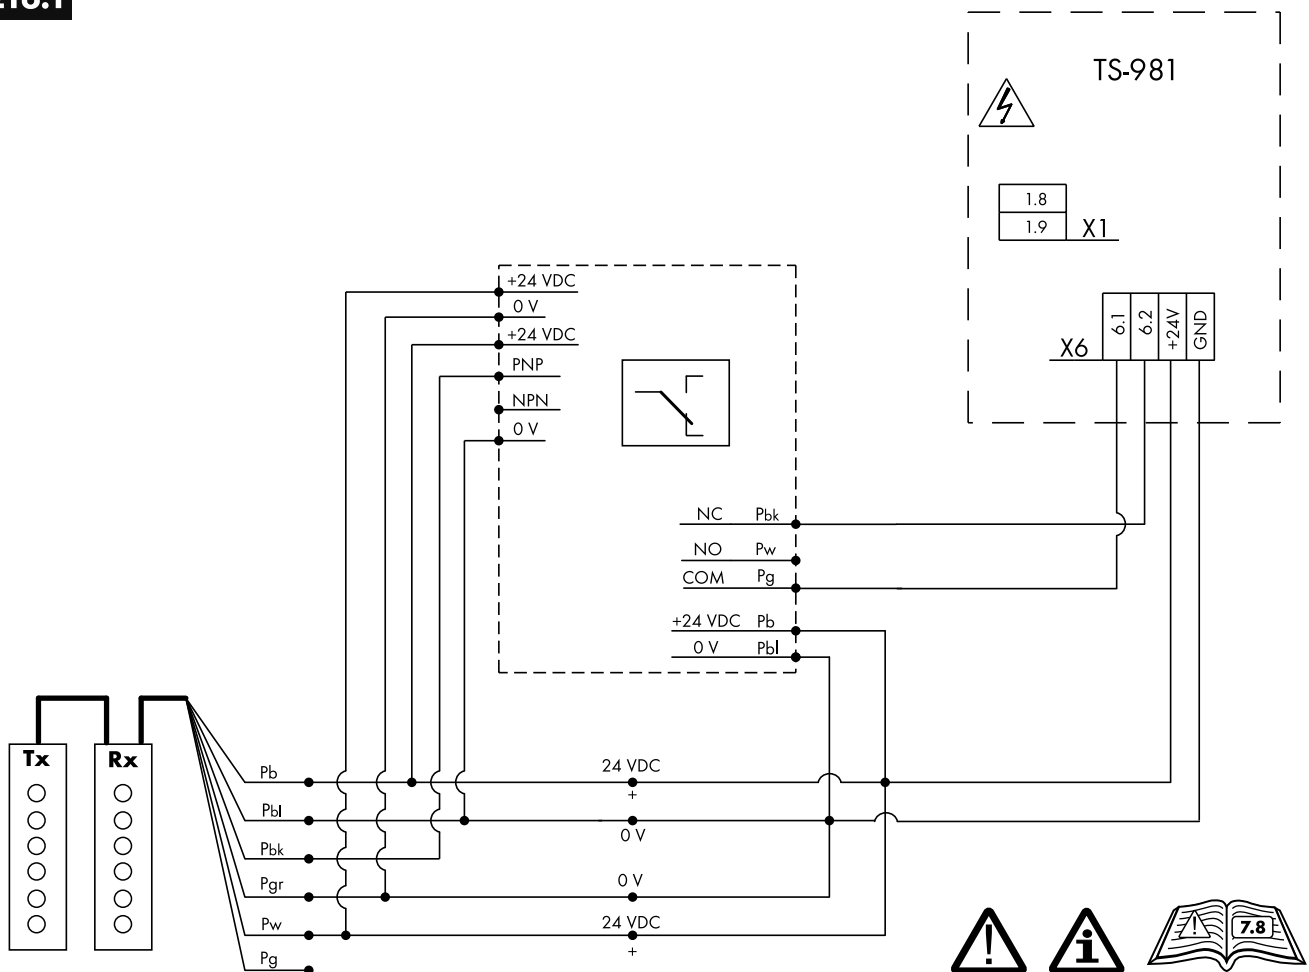 TS-981
1.8
1.9 X1
X6 6.1 6.2 +24V GND
+24 VDC
0 V
+24 VDC
PNP
NPN
0 V
NC Pbk
NO Pw
COM Pg
+24 VDC Pb
0 V Pbl
Tx Rx
Pb 24 VDC
+
Pbl
0 V
Pbk
Pgr 0 V
Pw 24 VDC
+
Pg
! i ! 7.8